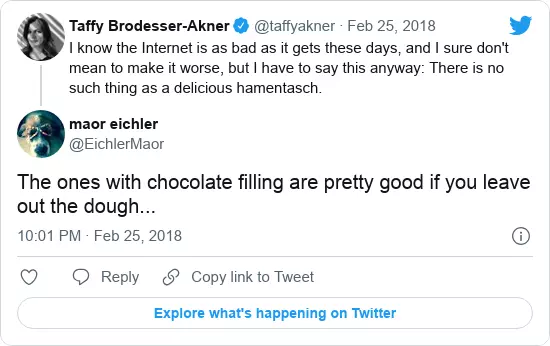 Taffy Brodesser-Akner @taffyakner · Feb 25, 2018
I know the Internet is as bad as it gets these days, and I sure don't
mean to make it worse, but I have to say this anyway: There is no
such thing as a delicious hamentasch.
maor eichler
@EichlerMaor
The ones with chocolate filling are pretty good if you leave
out the dough...
10:01 PM · Feb 25, 2018
Reply Copy link to Tweet
Explore what's happening on Twitter